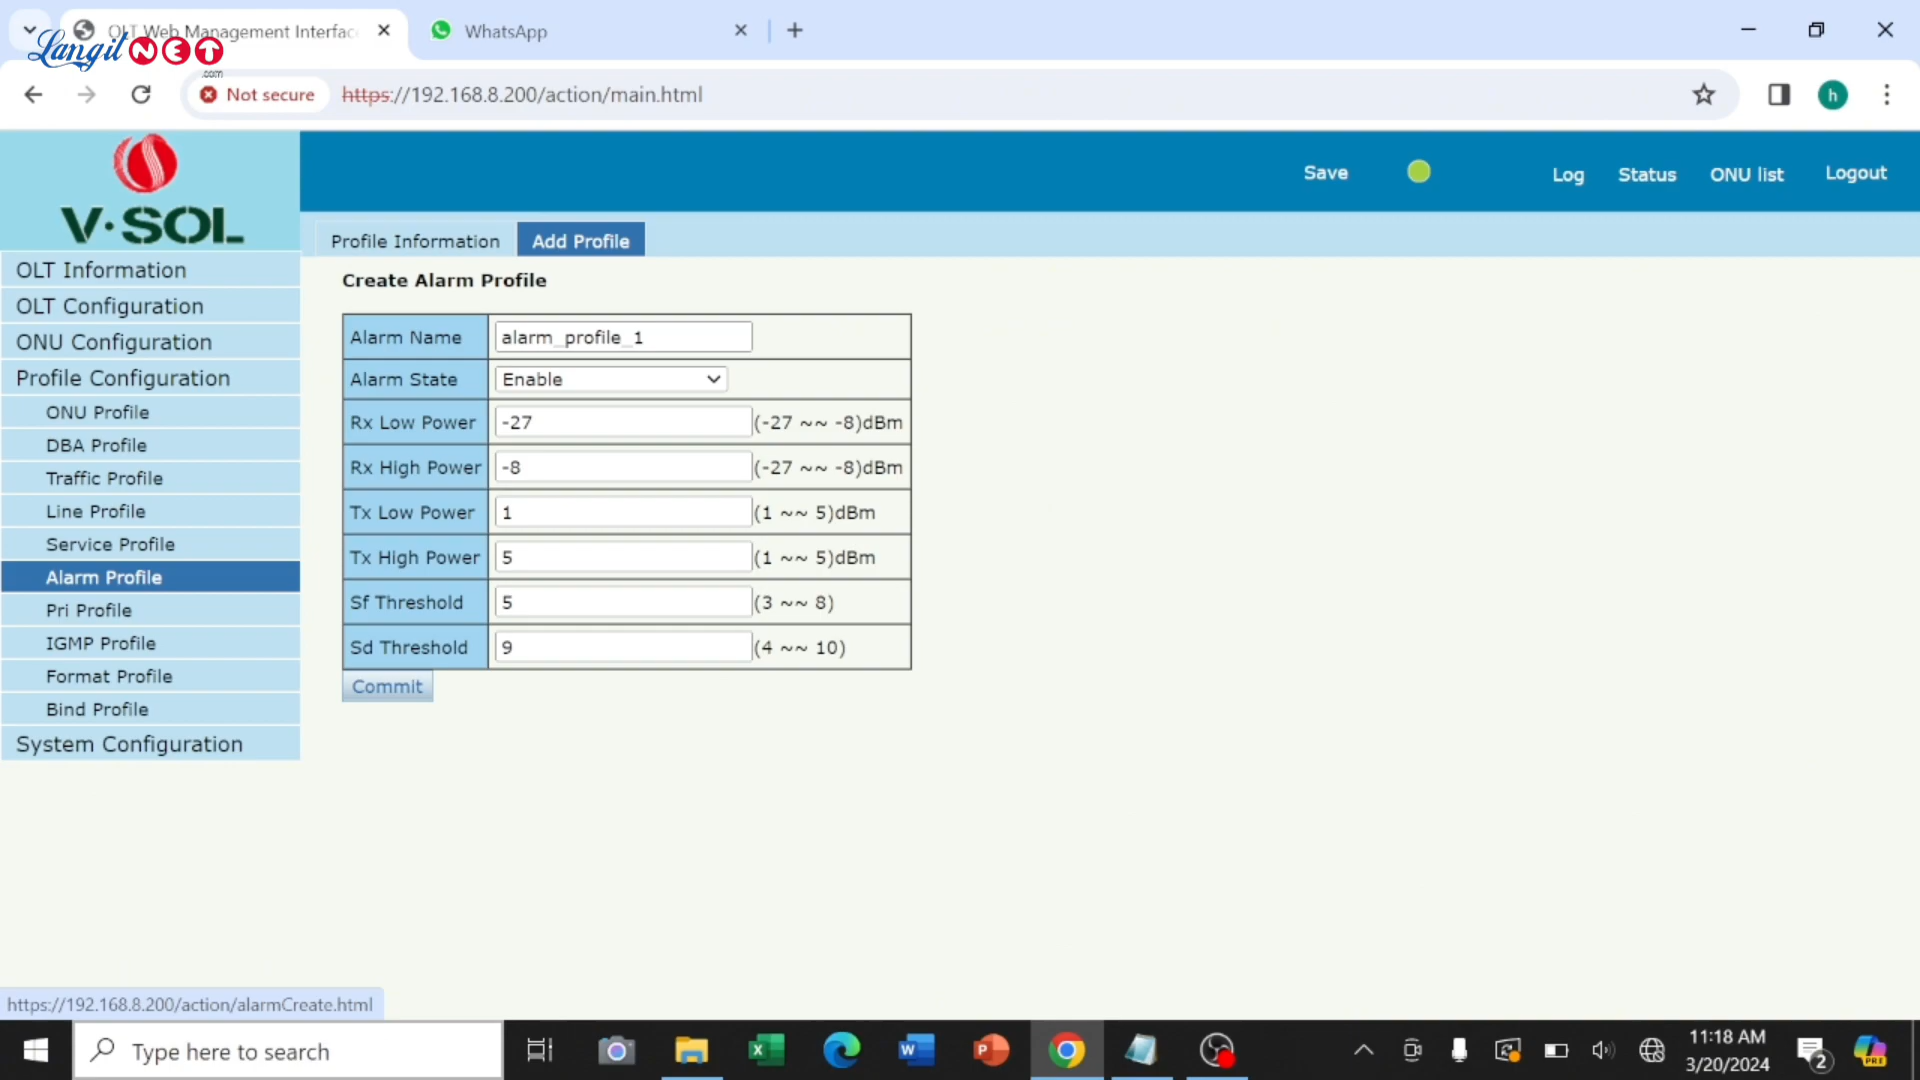 OLT Web Management Interfac
WhatsApp
LangitNET
.com
Not secure
https://192.168.8.200/action/main.html
h
V·SOL
Save
Log
Status
ONU list
Logout
Profile Information
Add Profile
OLT Information
OLT Configuration
ONU Configuration
Profile Configuration
ONU Profile
DBA Profile
Traffic Profile
Line Profile
Service Profile
Alarm Profile
Pri Profile
IGMP Profile
Format Profile
Bind Profile
System Configuration
Create Alarm Profile
Alarm Name alarm_profile_1
Alarm State Enable
Rx Low Power -27 (-27 ~~ -8)dBm
Rx High Power -8 (-27 ~~ -8)dBm
Tx Low Power 1 (1 ~~ 5)dBm
Tx High Power 5 (1 ~~ 5)dBm
Sf Threshold 5 (3 ~~ 8)
Sd Threshold 9 (4 ~~ 10)
Commit
https://192.168.8.200/action/alarmCreate.html
Type here to search
11:18 AM
3/20/2024
2
PRE